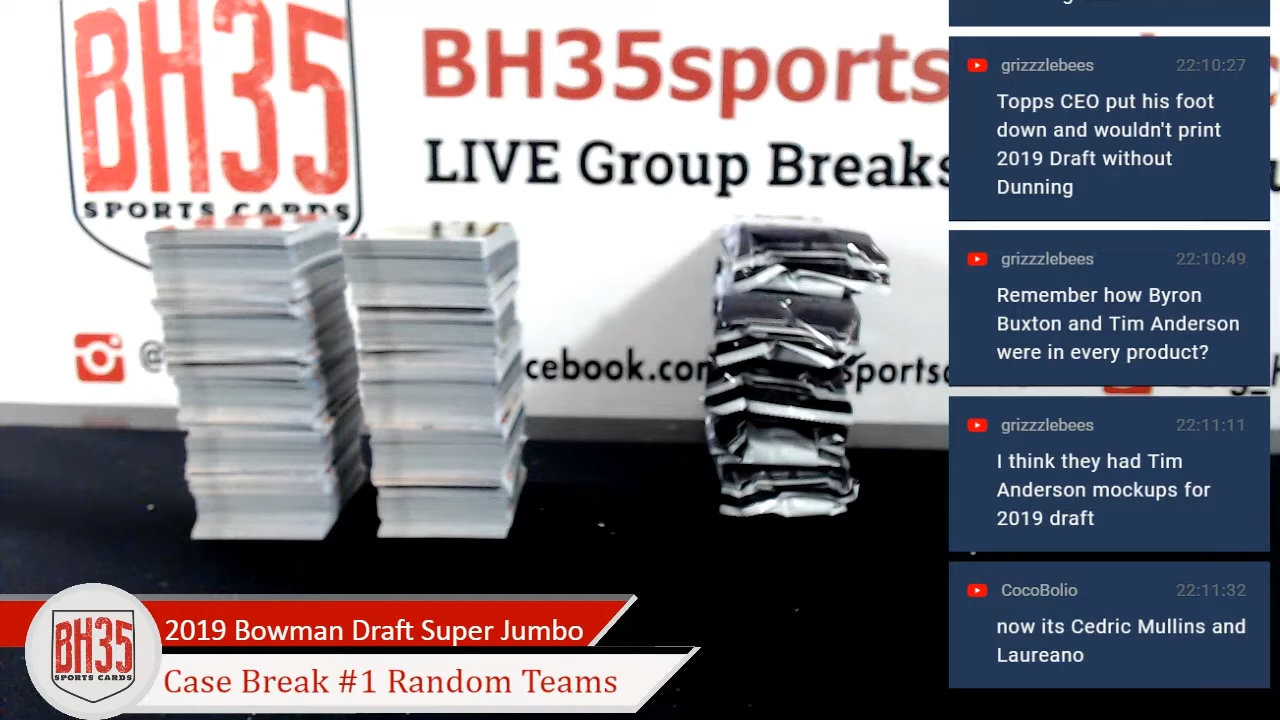 BH35
SPORTS CARDS
BH35sports
LIVE Group Breaks
@
cebook.com
sportsc
grizzzlebees 22:10:27
Topps CEO put his foot
down and wouldn't print
2019 Draft without
Dunning
grizzzlebees 22:10:49
Remember how Byron
Buxton and Tim Anderson
were in every product?
grizzzlebees 22:11:11
I think they had Tim
Anderson mockups for
2019 draft
CocoBolio 22:11:32
now its Cedric Mullins and
Laureano
BH35
SPORTS CARDS
2019 Bowman Draft Super Jumbo
Case Break #1 Random Teams